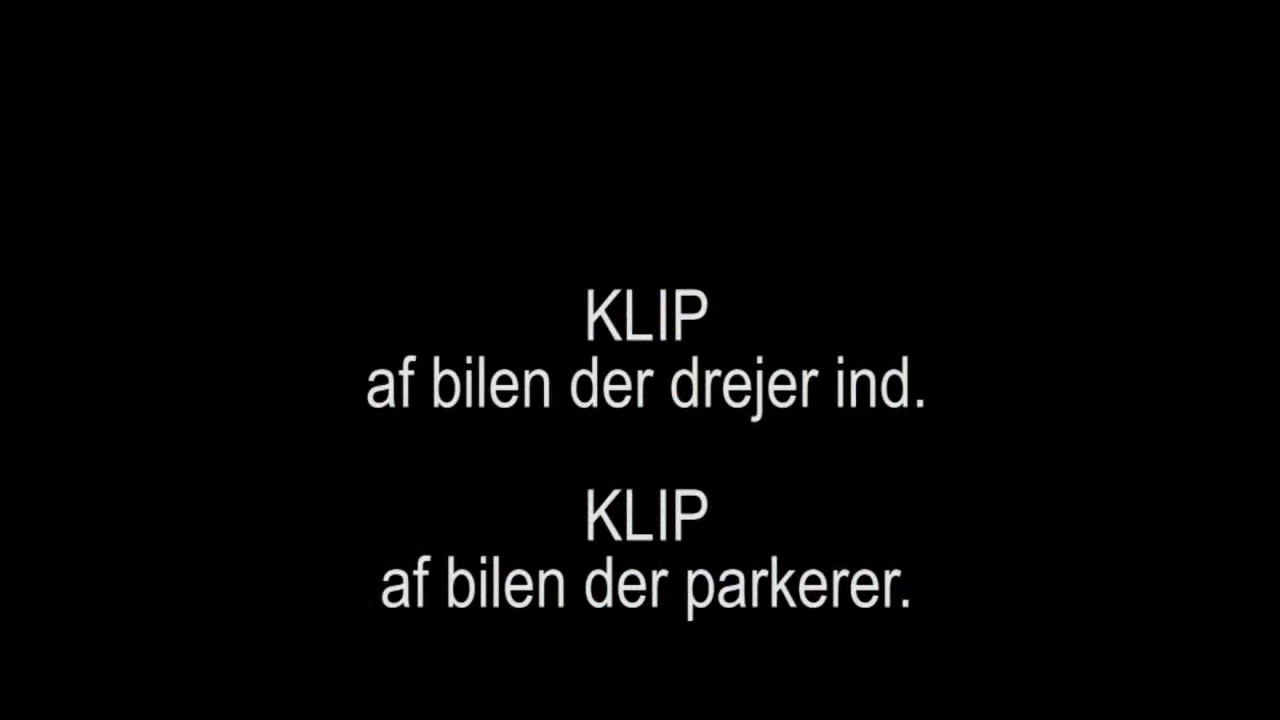 KLIP
af bilen der drejer ind.
KLIP
af bilen der parkerer.